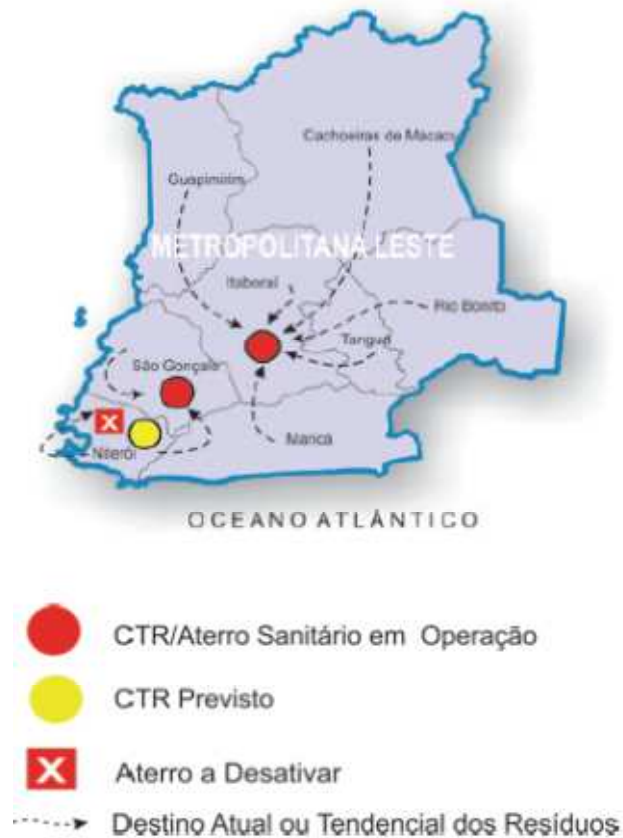 Cachoeiras de Macacu
Guapimirim
METROPOLITANA LESTE
Itaboraí
Rio Bonito
Tanguá
São Gonçalo
X
Maricá
Niterói
OCEANO ATLÂNTICO
CTR/Aterro Sanitário em Operação
CTR Previsto
X Aterro a Desativar
Destino Atual ou Tendencial dos Resíduos